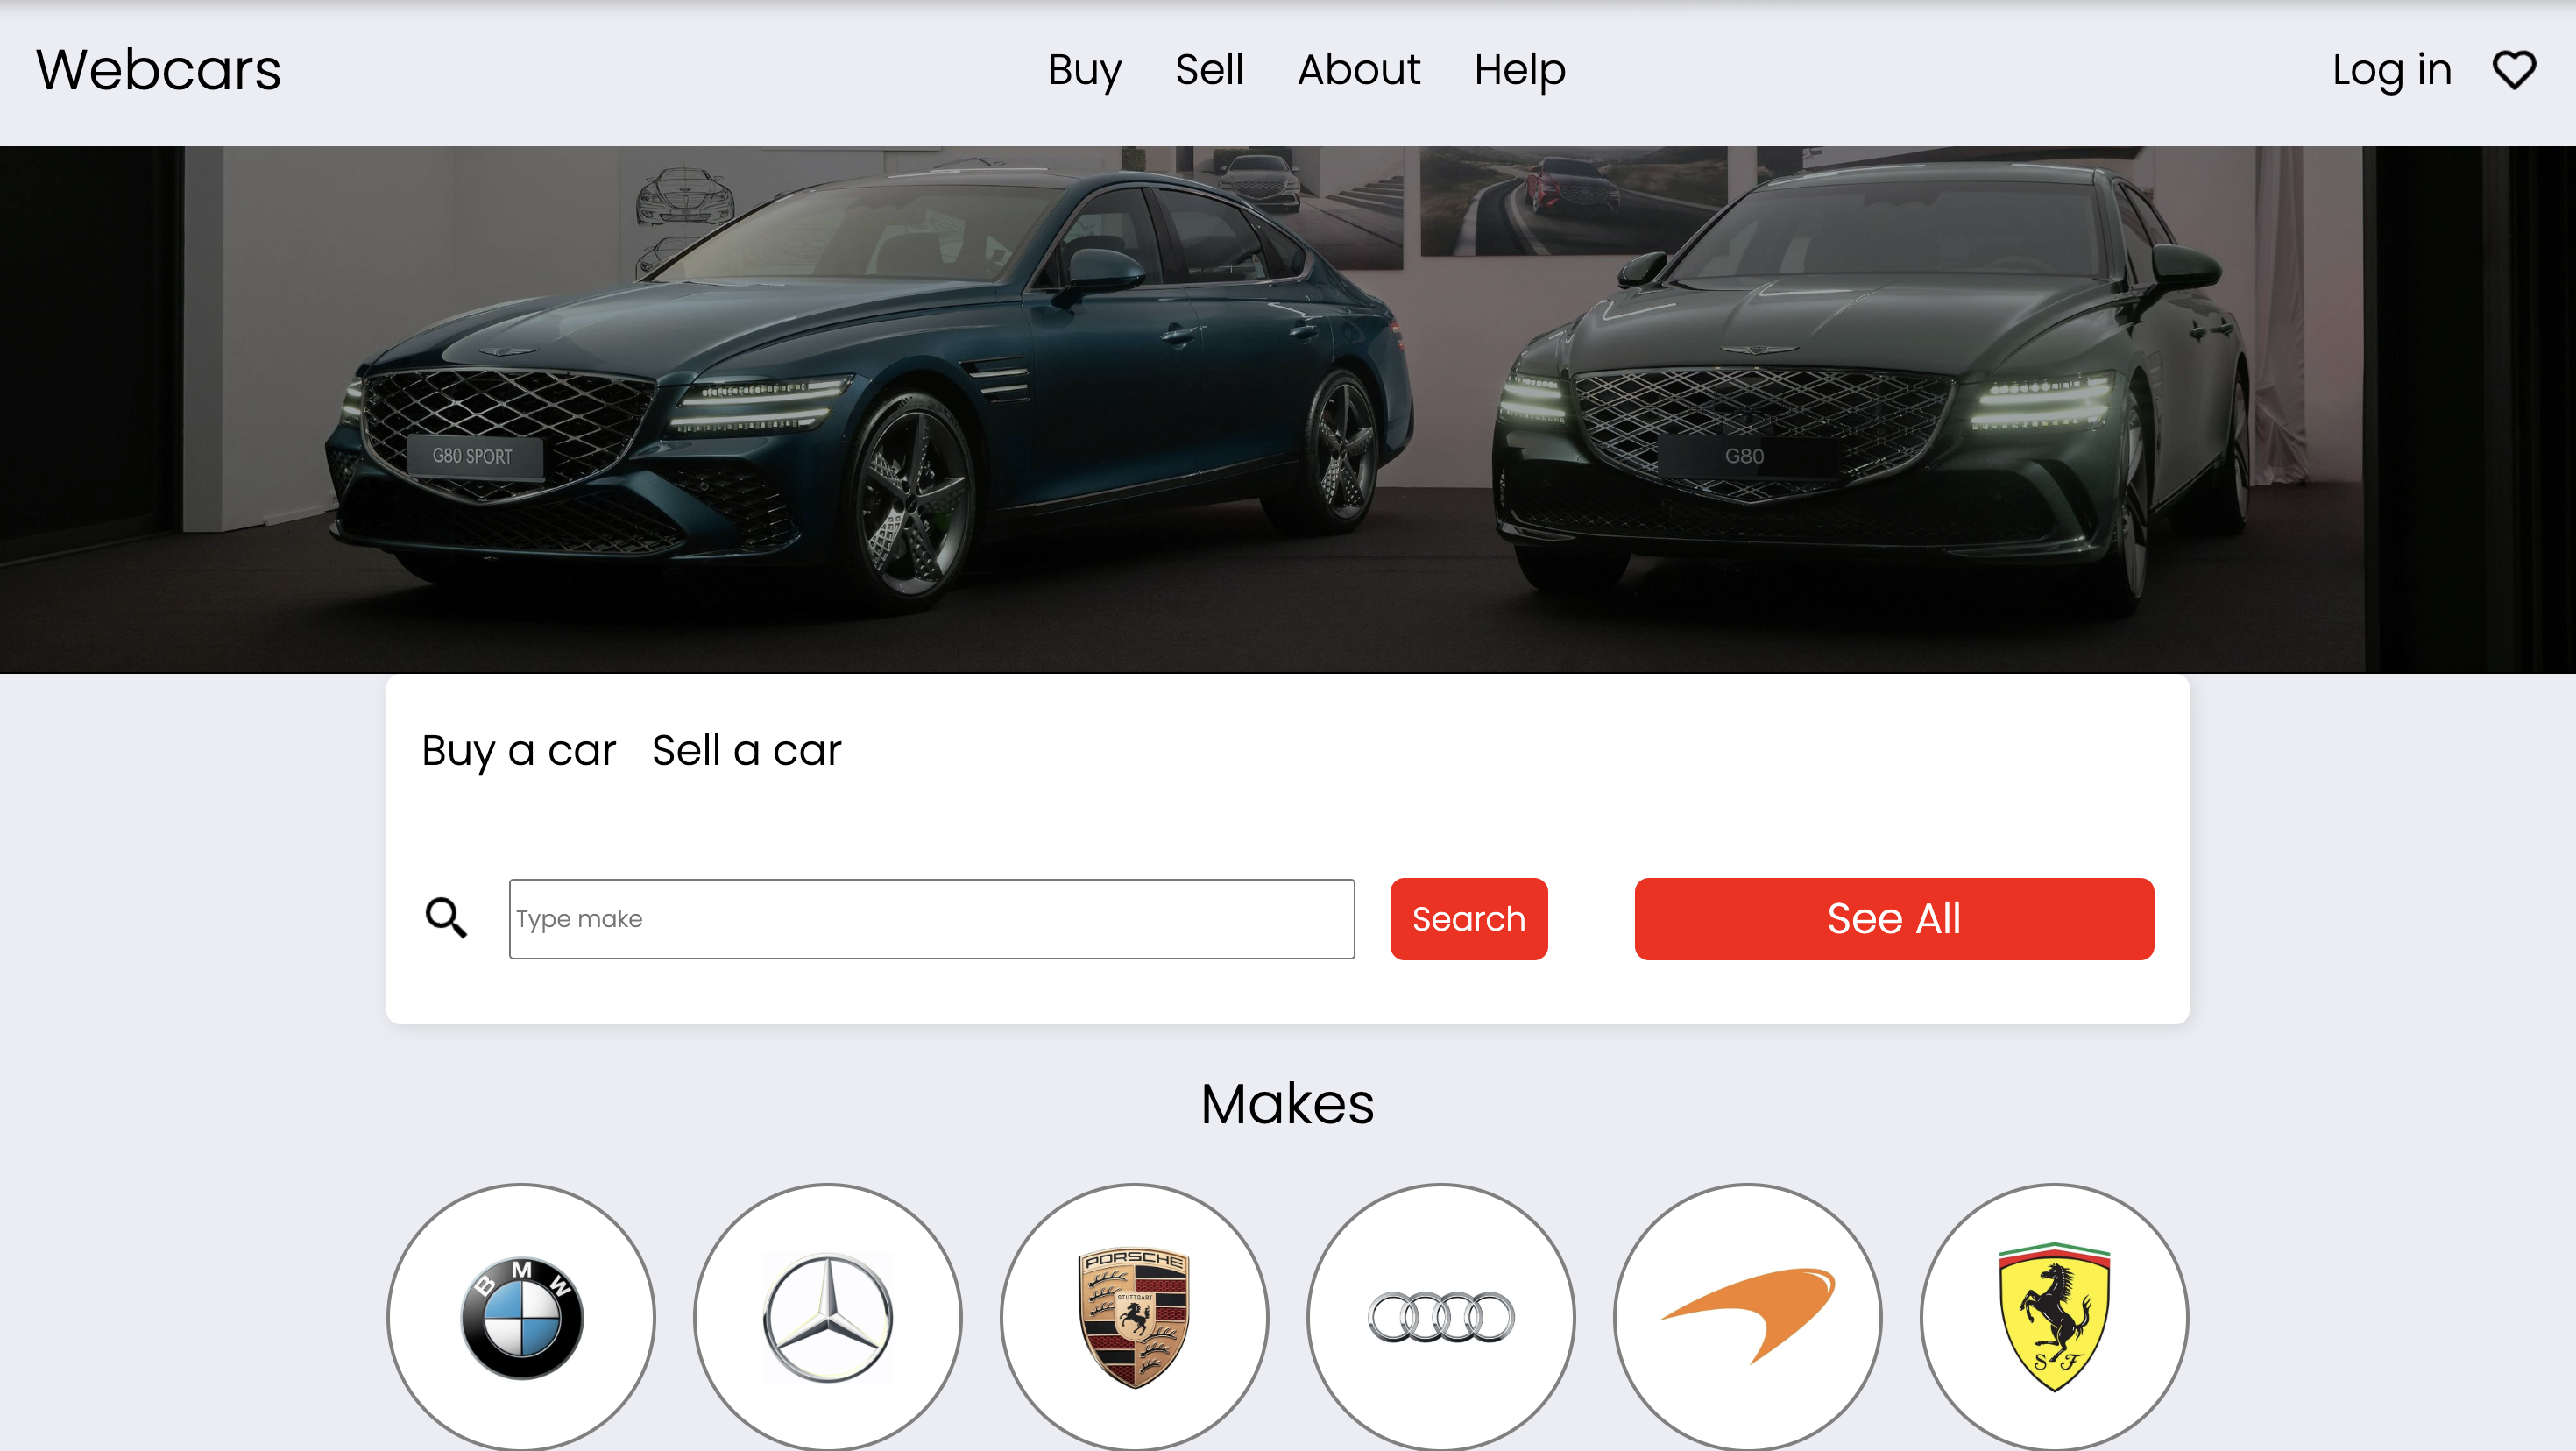 Webcars
Buy Sell About Help
Log in
G80 SPORT
G80
Buy a car Sell a car
Type make
Search
See All
Makes
BMW
PORSCHE
STUTTGART
S F